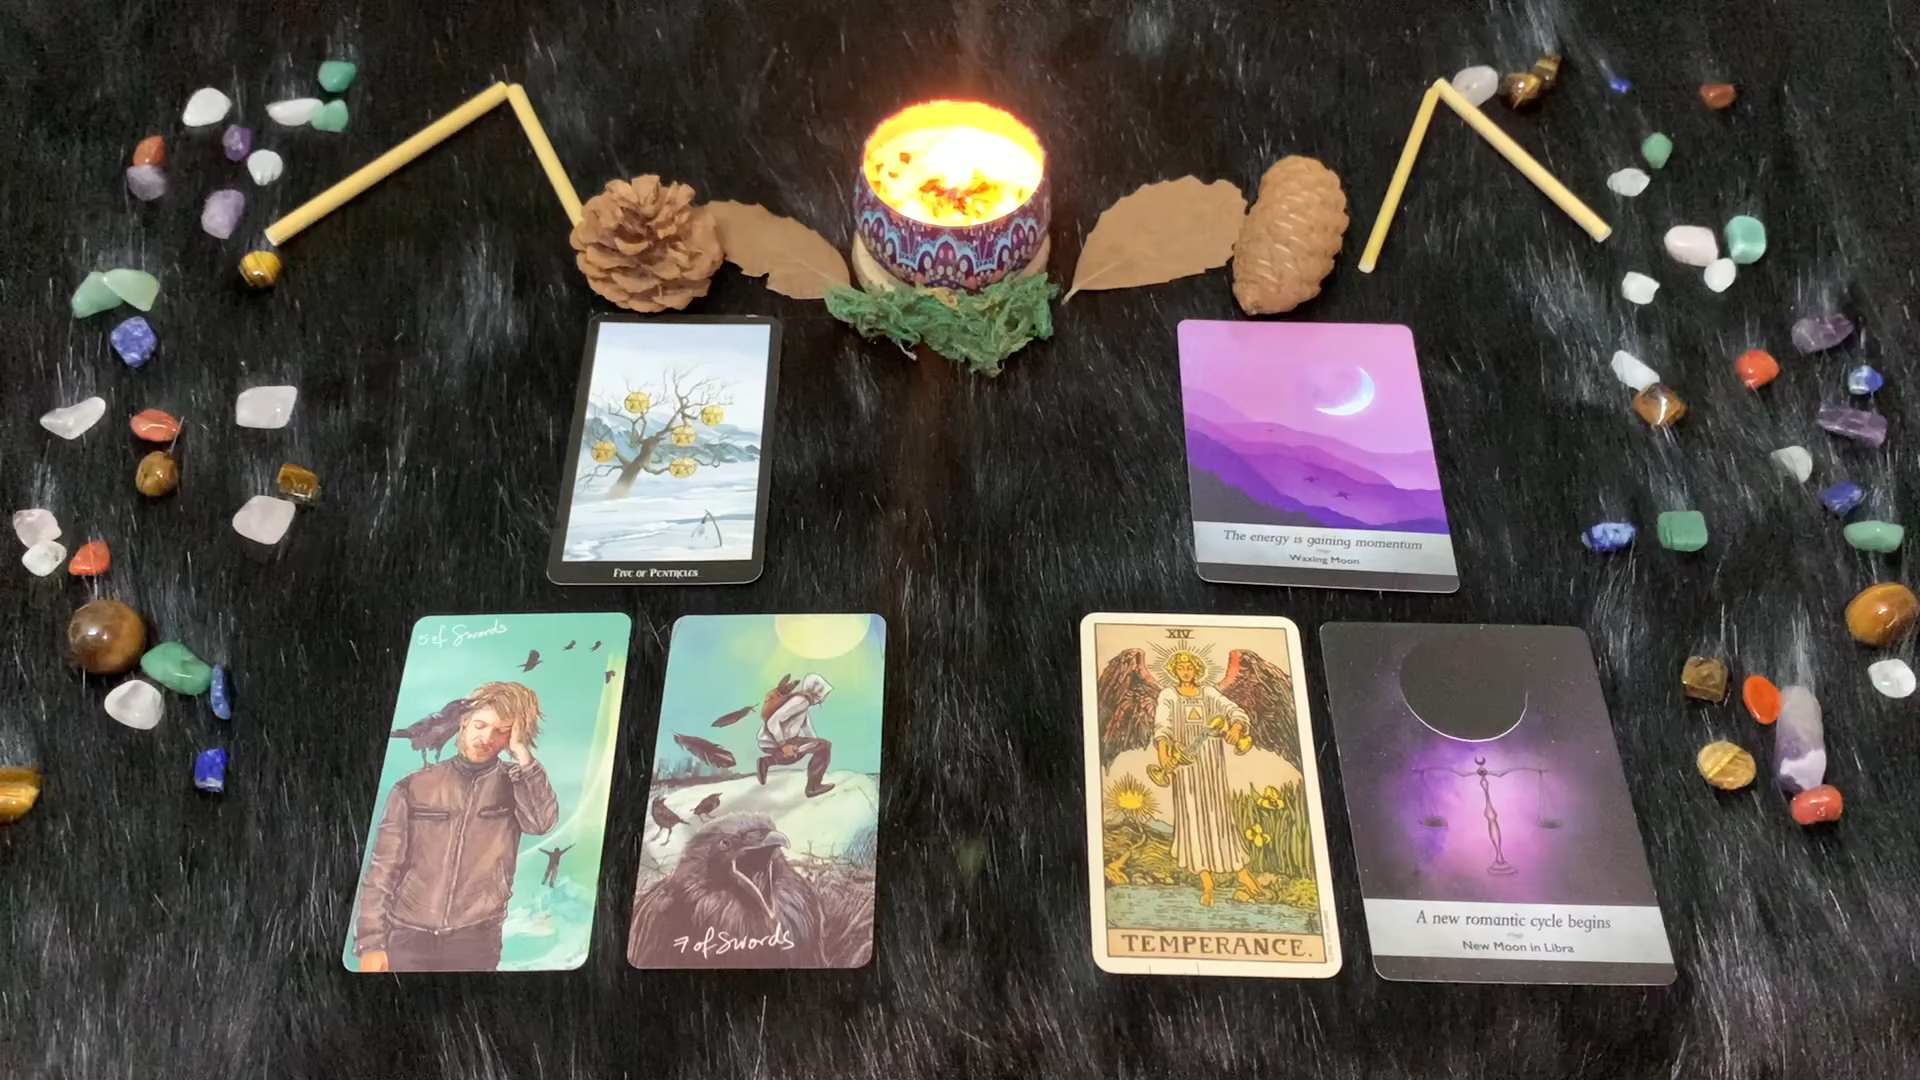 FIVE OF PENTACLES
The energy is gaining momentum
Waxing Moon
5 of Swords
7 of Swords
XIV
TEMPERANCE.
A new romantic cycle begins
New Moon in Libra